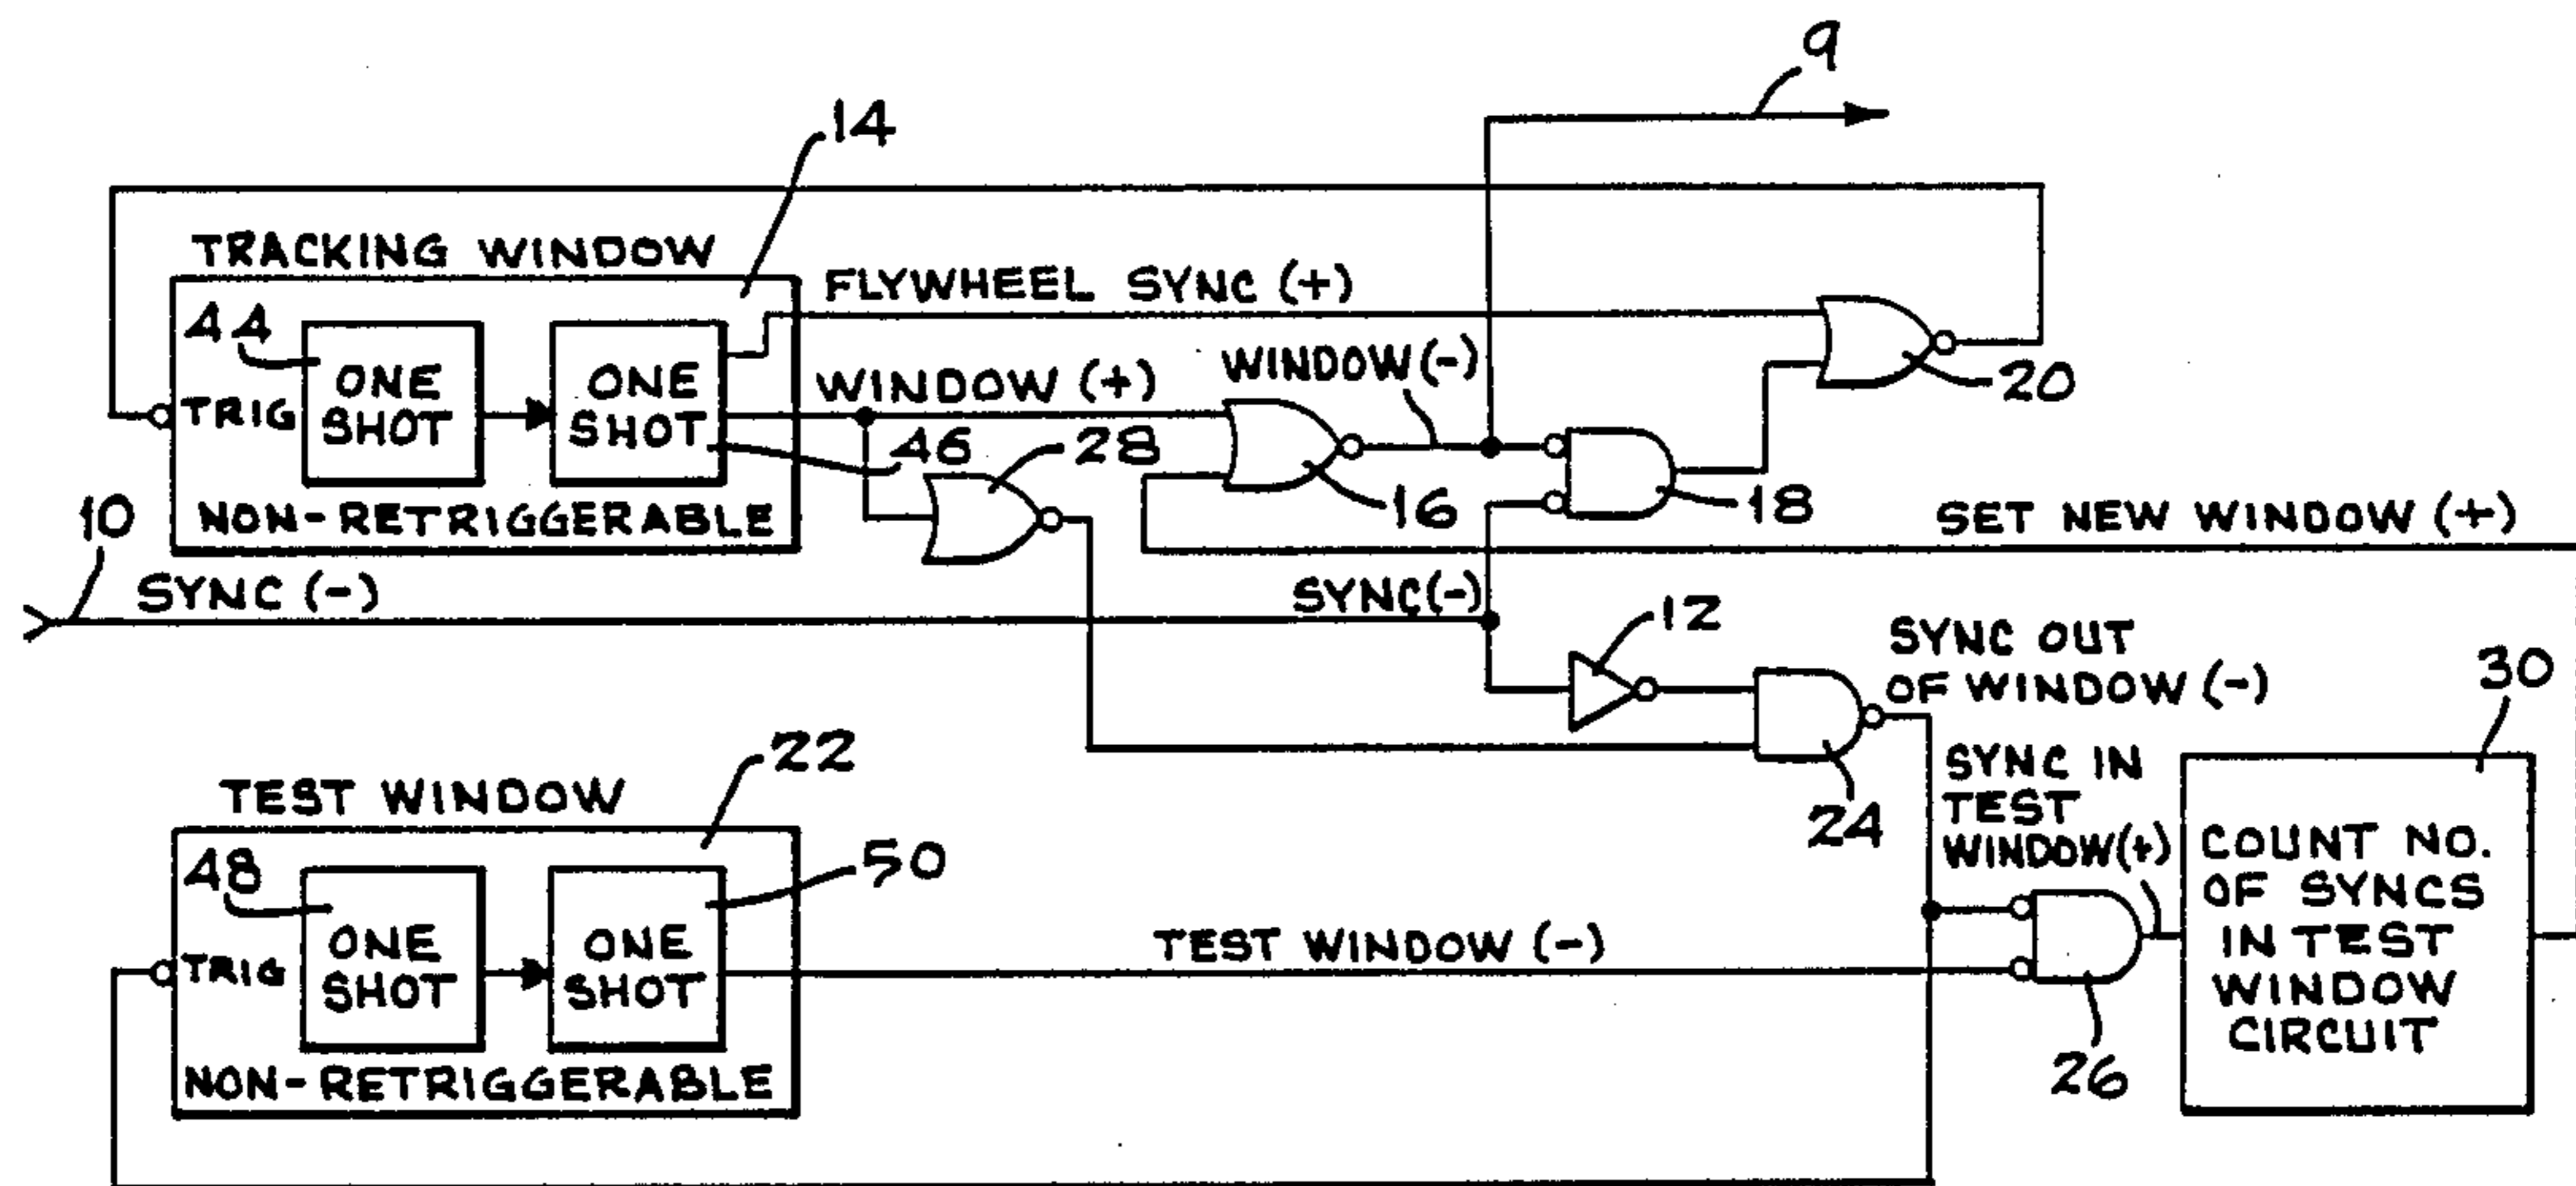 9
14
TRACKING WINDOW
FLYWHEEL SYNC (+)
44
ONE
SHOT
ONE
SHOT
TRIG
WINDOW (+)
WINDOW (-)
20
46
28
16
18
10
NON-RETRIGGERABLE
SET NEW WINDOW (+)
SYNC (-)
SYNC (-)
12
SYNC OUT
OF WINDOW (-)
30
22
TEST WINDOW
24
SYNC IN
TEST
WINDOW (+)
48
ONE
SHOT
ONE
SHOT
50
TRIG
TEST WINDOW (-)
COUNT NO.
OF SYNCS
IN TEST
WINDOW
CIRCUIT
26
NON-RETRIGGERABLE